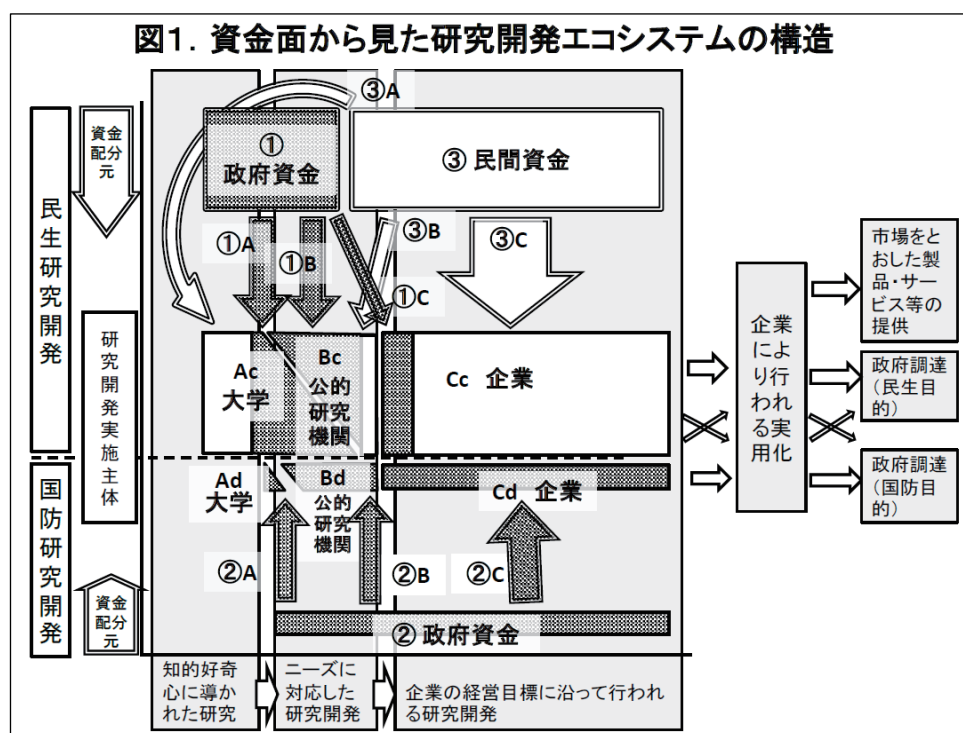 図１．資金面から見た研究開発エコシステムの構造
民生研究開発
国防研究開発
資金
配分
元
研究開発実施主体
資金
配分
元
③A
①
政府資金
③ 民間資金
①A
①B
③B
③C
①C
Ac
大学
Bc
公的
研究
機関
Cc 企業
Ad
大学
Bd
公的
研究
機関
Cd 企業
②A
②B
②C
② 政府資金
知的好奇
心に導か
れた研究
ニーズに
対応した
研究開発
企業の経営目標に沿って行われ
る研究開発
企業により行われる実用化
市場をと
おした製
品・サー
ビス等の
提供
政府調達
（民生目
的）
政府調達
（国防目
的）